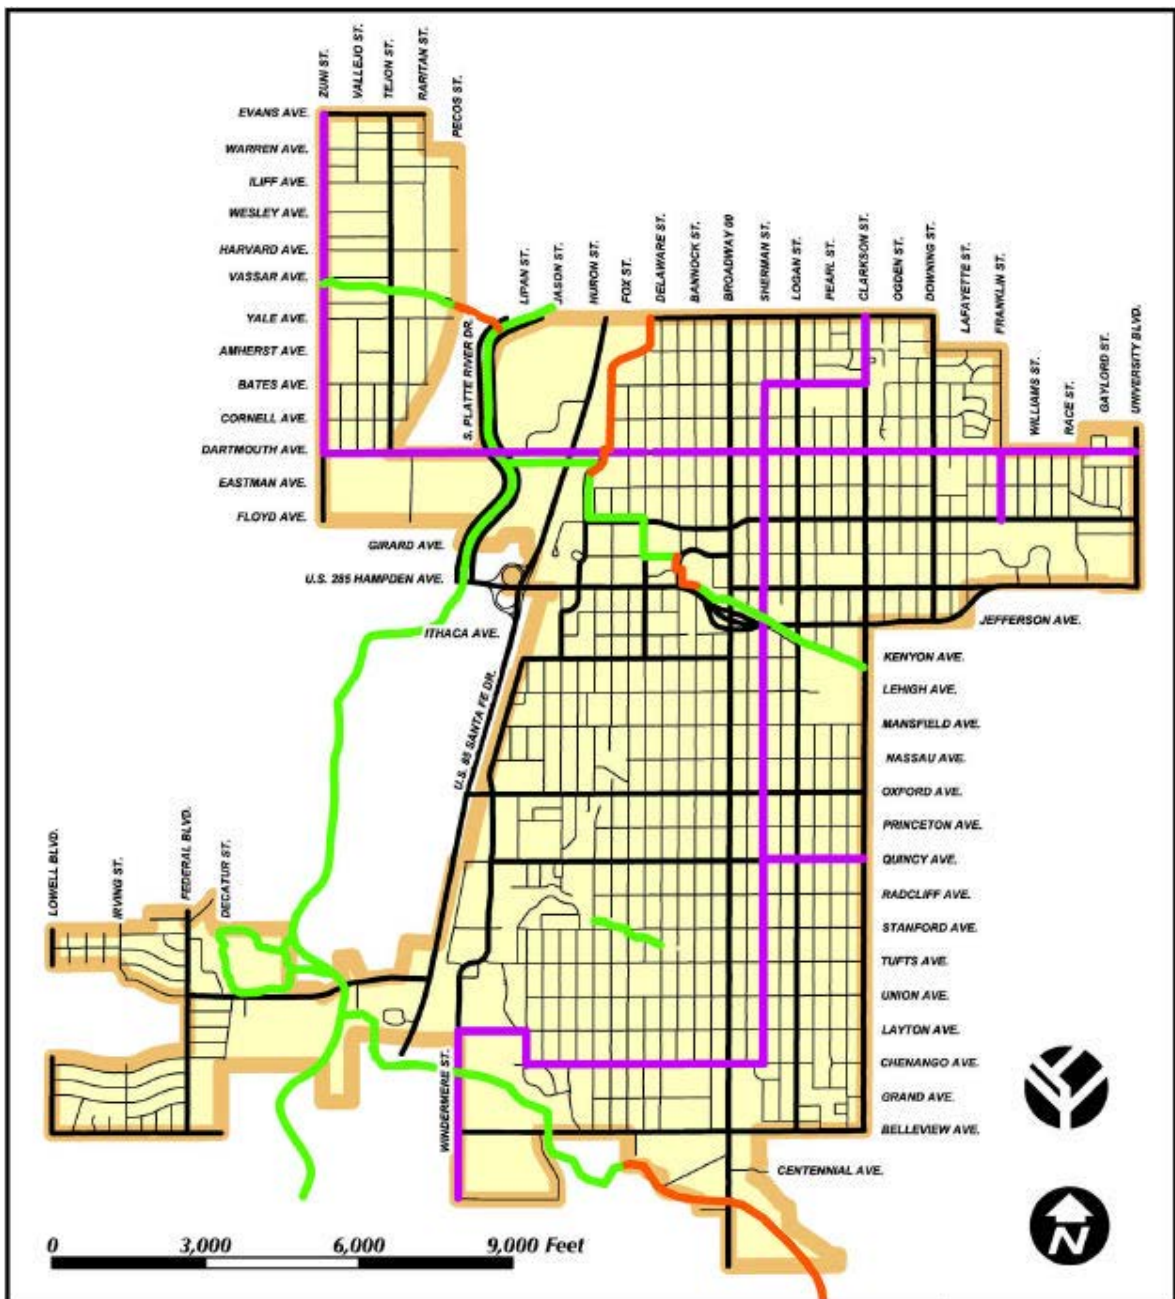 ZUNI ST.
VALLEJO ST.
TEJON ST.
RARITAN ST.
PECOS ST.
EVANS AVE.
WARREN AVE.
ILIFF AVE.
WESLEY AVE.
HARVARD AVE.
VASSAR AVE.
YALE AVE.
AMHERST AVE.
BATES AVE.
CORNELL AVE.
DARTMOUTH AVE.
EASTMAN AVE.
FLOYD AVE.
GIRARD AVE.
U.S. 285 HAMPDEN AVE.
ITHACA AVE.
S. PLATTE RIVER DR.
LIPAN ST.
JASON ST.
HURON ST.
FOX ST.
DELAWARE ST.
BANNOCK ST.
BROADWAY 00
SHERMAN ST.
LOGAN ST.
PEARL ST.
CLARKSON ST.
OGDEN ST.
DOWNING ST.
LAFAYETTE ST.
FRANKLIN ST.
WILLIAMS ST.
RACE ST.
GAYLORD ST.
UNIVERSITY BLVD.
JEFFERSON AVE.
KENYON AVE.
LEHIGH AVE.
MANSFIELD AVE.
NASSAU AVE.
OXFORD AVE.
PRINCETON AVE.
QUINCY AVE.
RADCLIFF AVE.
STANFORD AVE.
TUFTS AVE.
UNION AVE.
LAYTON AVE.
CHENANGO AVE.
GRAND AVE.
BELLEVIEW AVE.
CENTENNIAL AVE.
U.S. 85 SANTA FE DR.
LOWELL BLVD.
IRVING ST.
FEDERAL BLVD.
DECATUR ST.
WINDERMERE ST.
N
0 3,000 6,000 9,000 Feet